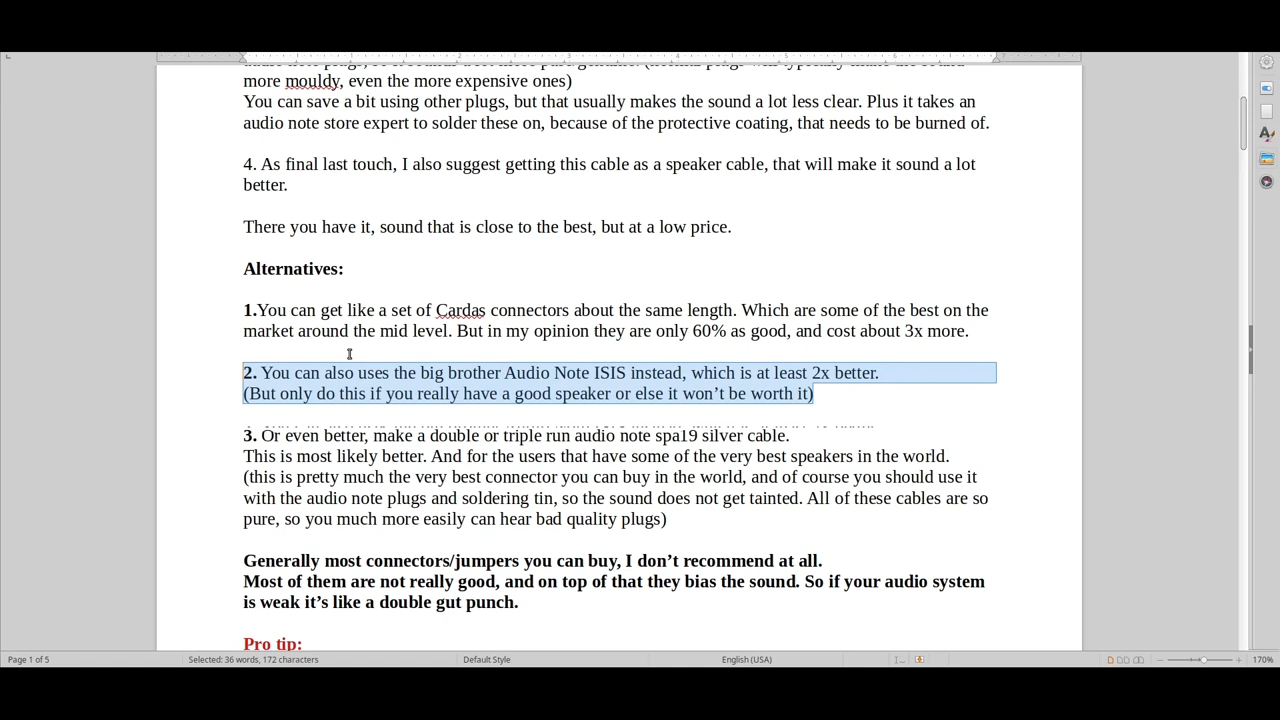 more mouldy, even the more expensive ones)
You can save a bit using other plugs, but that usually makes the sound a lot less clear. Plus it takes an
audio note store expert to solder these on, because of the protective coating, that needs to be burned of.
4. As final last touch, I also suggest getting this cable as a speaker cable, that will make it sound a lot
better.
There you have it, sound that is close to the best, but at a low price.
Alternatives:
1.You can get like a set of Cardas connectors about the same length. Which are some of the best on the
market around the mid level. But in my opinion they are only 60% as good, and cost about 3x more.
2. You can also uses the big brother Audio Note ISIS instead, which is at least 2x better.
(But only do this if you really have a good speaker or else it won’t be worth it)
3. Or even better, make a double or triple run audio note spa19 silver cable.
This is most likely better. And for the users that have some of the very best speakers in the world.
(this is pretty much the very best connector you can buy in the world, and of course you should use it
with the audio note plugs and soldering tin, so the sound does not get tainted. All of these cables are so
pure, so you much more easily can hear bad quality plugs)
Generally most connectors/jumpers you can buy, I don’t recommend at all.
Most of them are not really good, and on top of that they bias the sound. So if your audio system
is weak it’s like a double gut punch.
Pro tip:
Page 1 of 5
Selected: 36 words, 172 characters
Default Style
English (USA)
170%